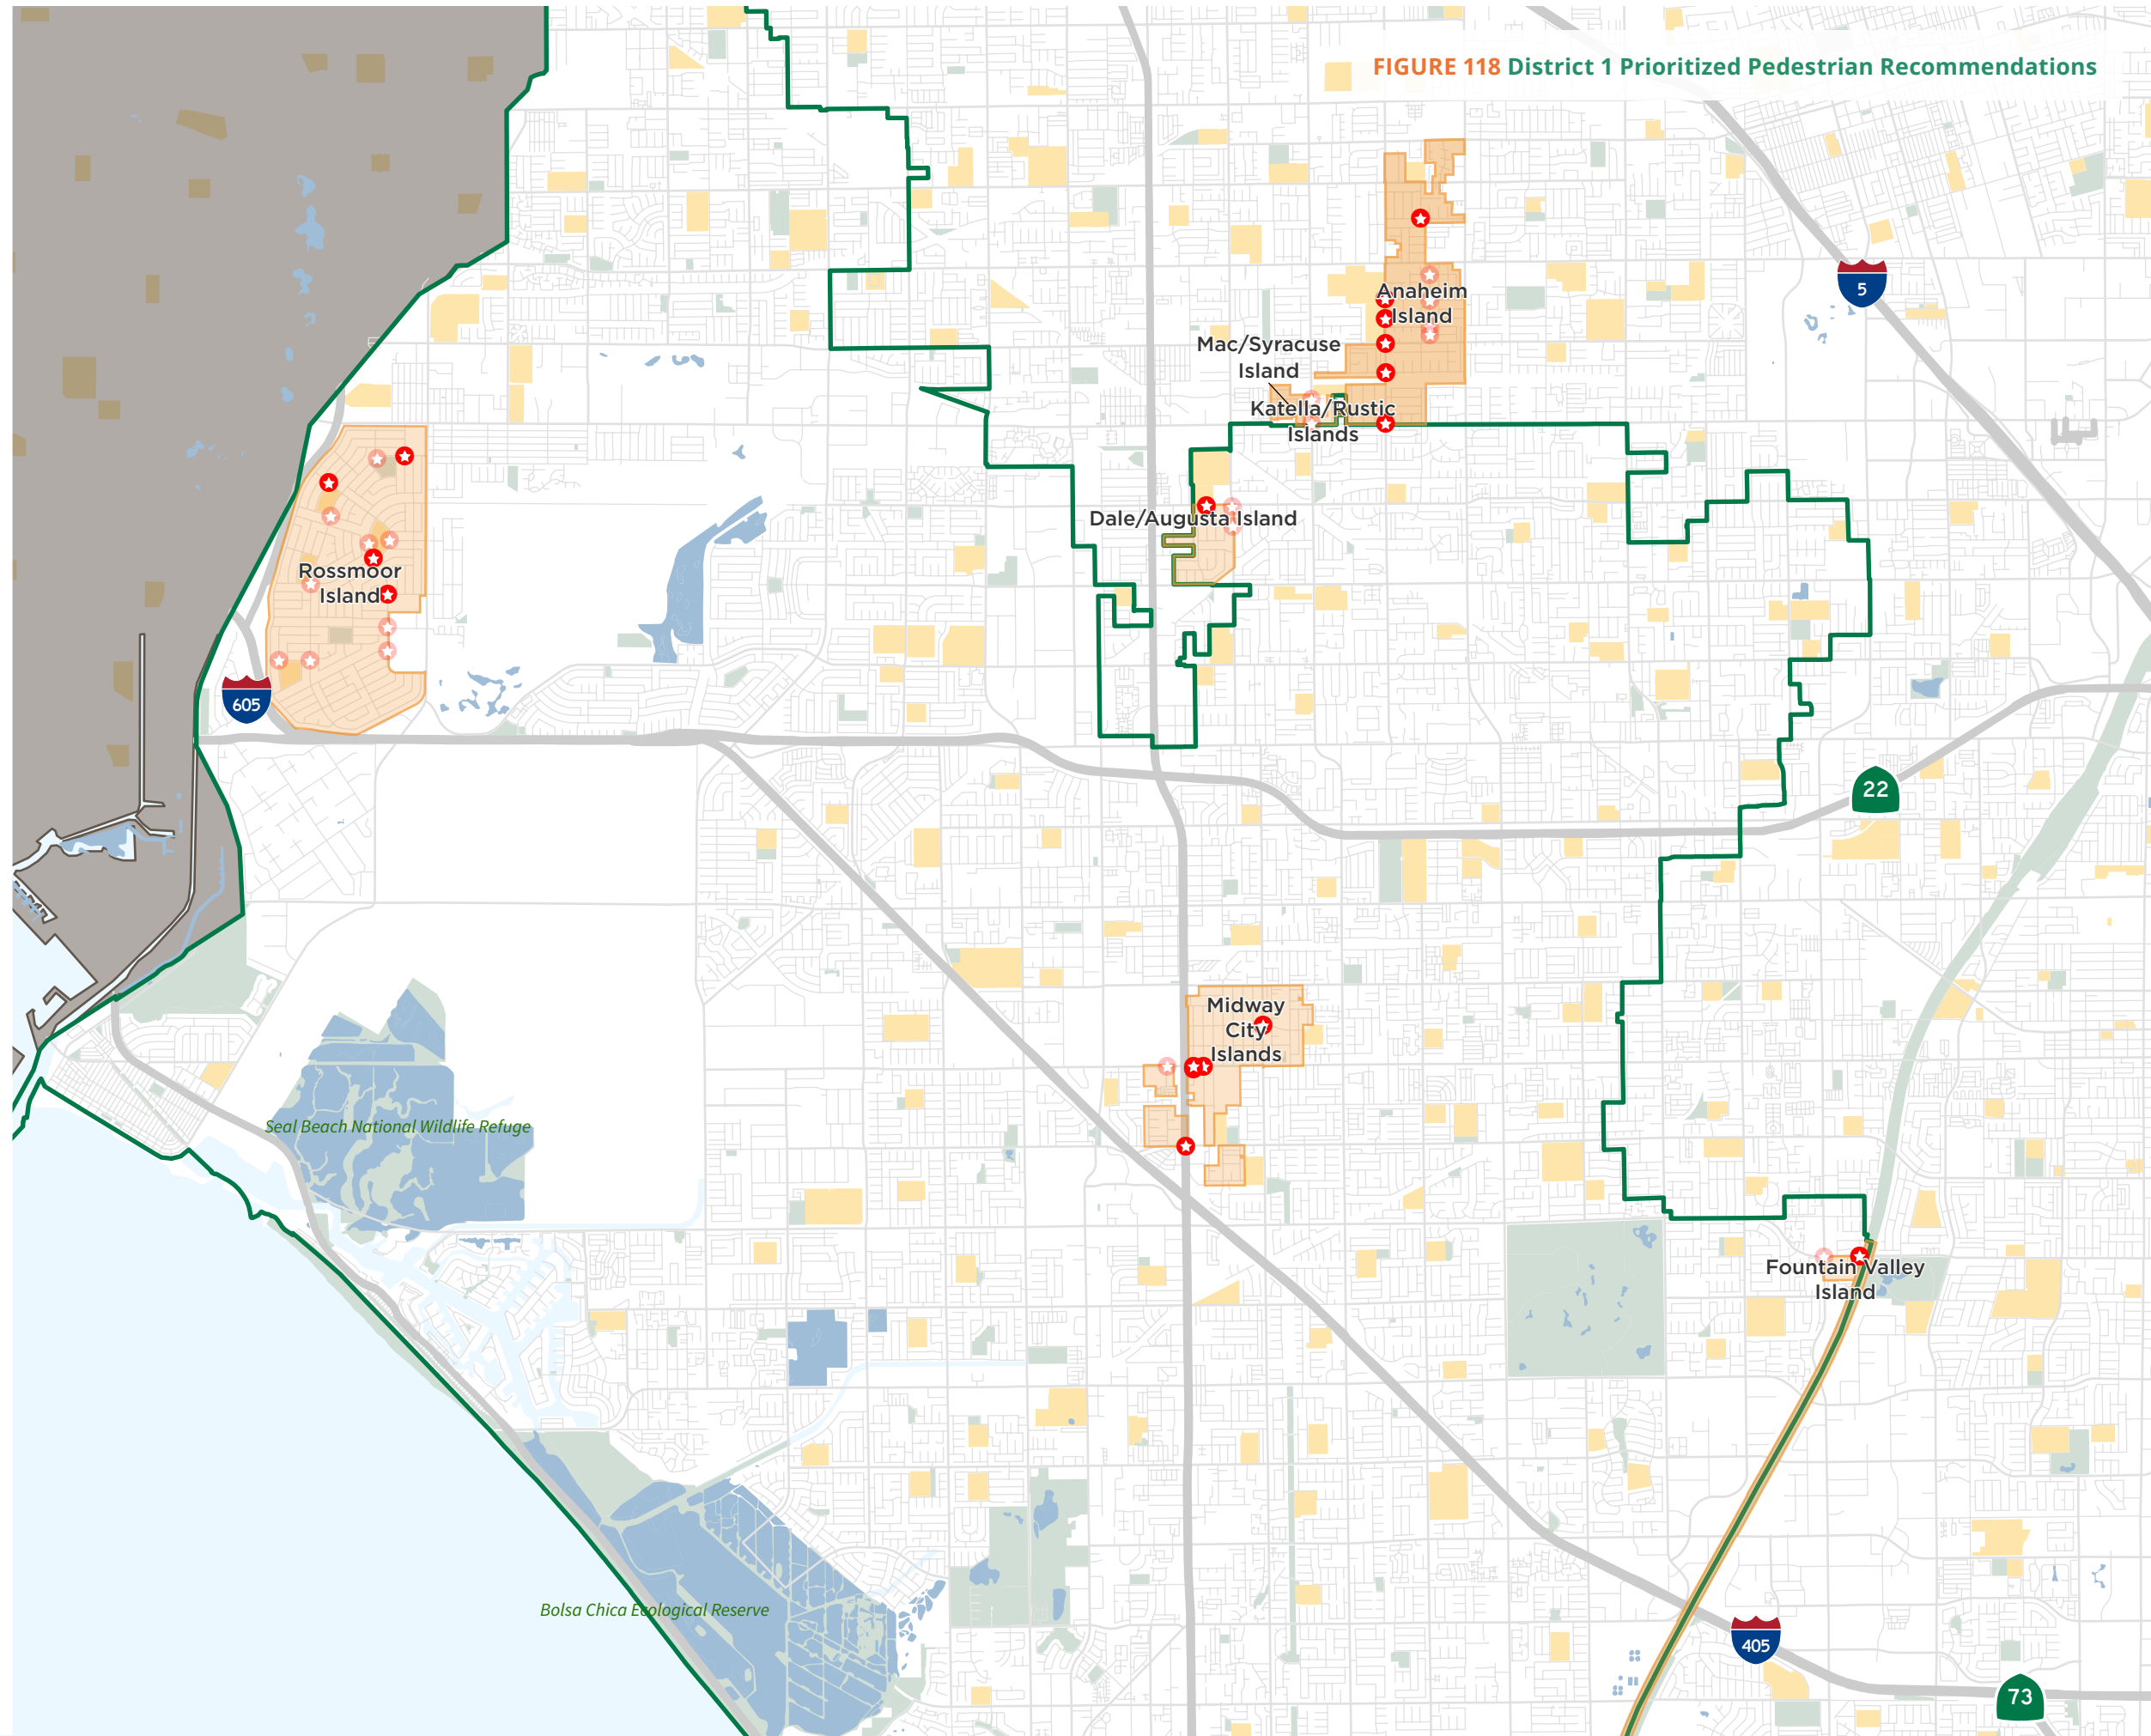 FIGURE 118 District 1 Prioritized Pedestrian Recommendations
5
Anaheim
Island
Mac/Syracuse
Island
Katella/Rustic
Islands
Dale/Augusta Island
Rossmoor
Island
605
22
Midway
City
Islands
Seal Beach National Wildlife Refuge
Fountain Valley
Island
Bolsa Chica Ecological Reserve
405
73